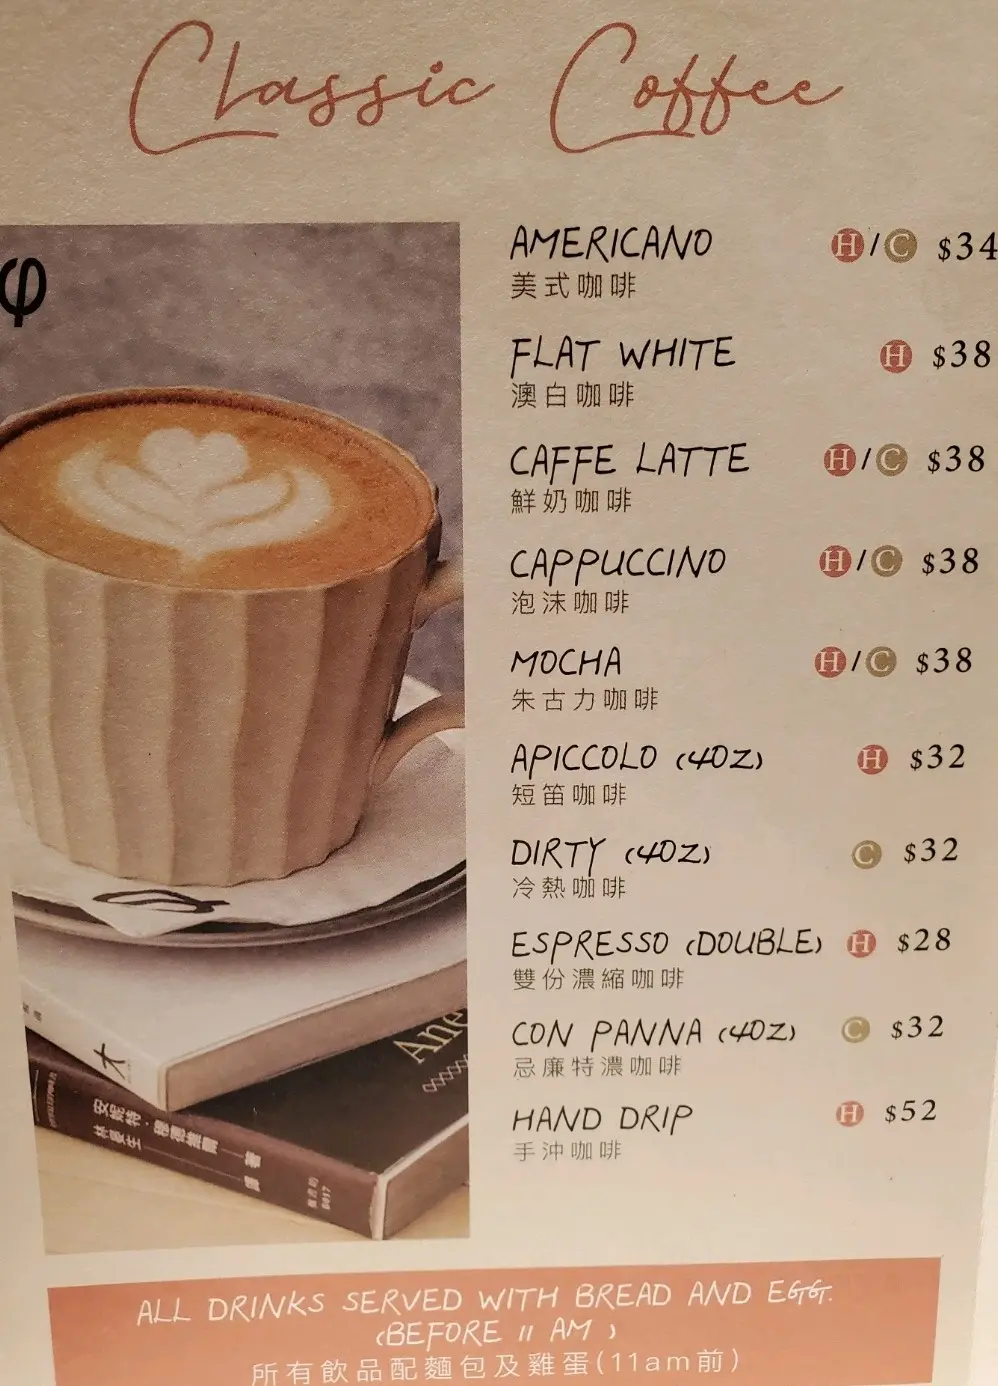 Classic Coffee
φ
AMERICANO H/C $34
美式咖啡
FLAT WHITE H $38
澳白咖啡
CAFFE LATTE H/C $38
鮮奶咖啡
CAPPUCCINO H/C $38
泡沫咖啡
MOCHA H/C $38
朱古力咖啡
APICCOLO (4OZ) H $32
短笛咖啡
DIRTY (4OZ) C $32
冷熱咖啡
ESPRESSO (DOUBLE) H $28
雙份濃縮咖啡
CON PANNA (4OZ) C $32
忌廉特濃咖啡
HAND DRIP H $52
手沖咖啡
Ane
ALL DRINKS SERVED WITH BREAD AND EGG.
(BEFORE 11 AM )
所有飲品配麵包及雞蛋(11am前)